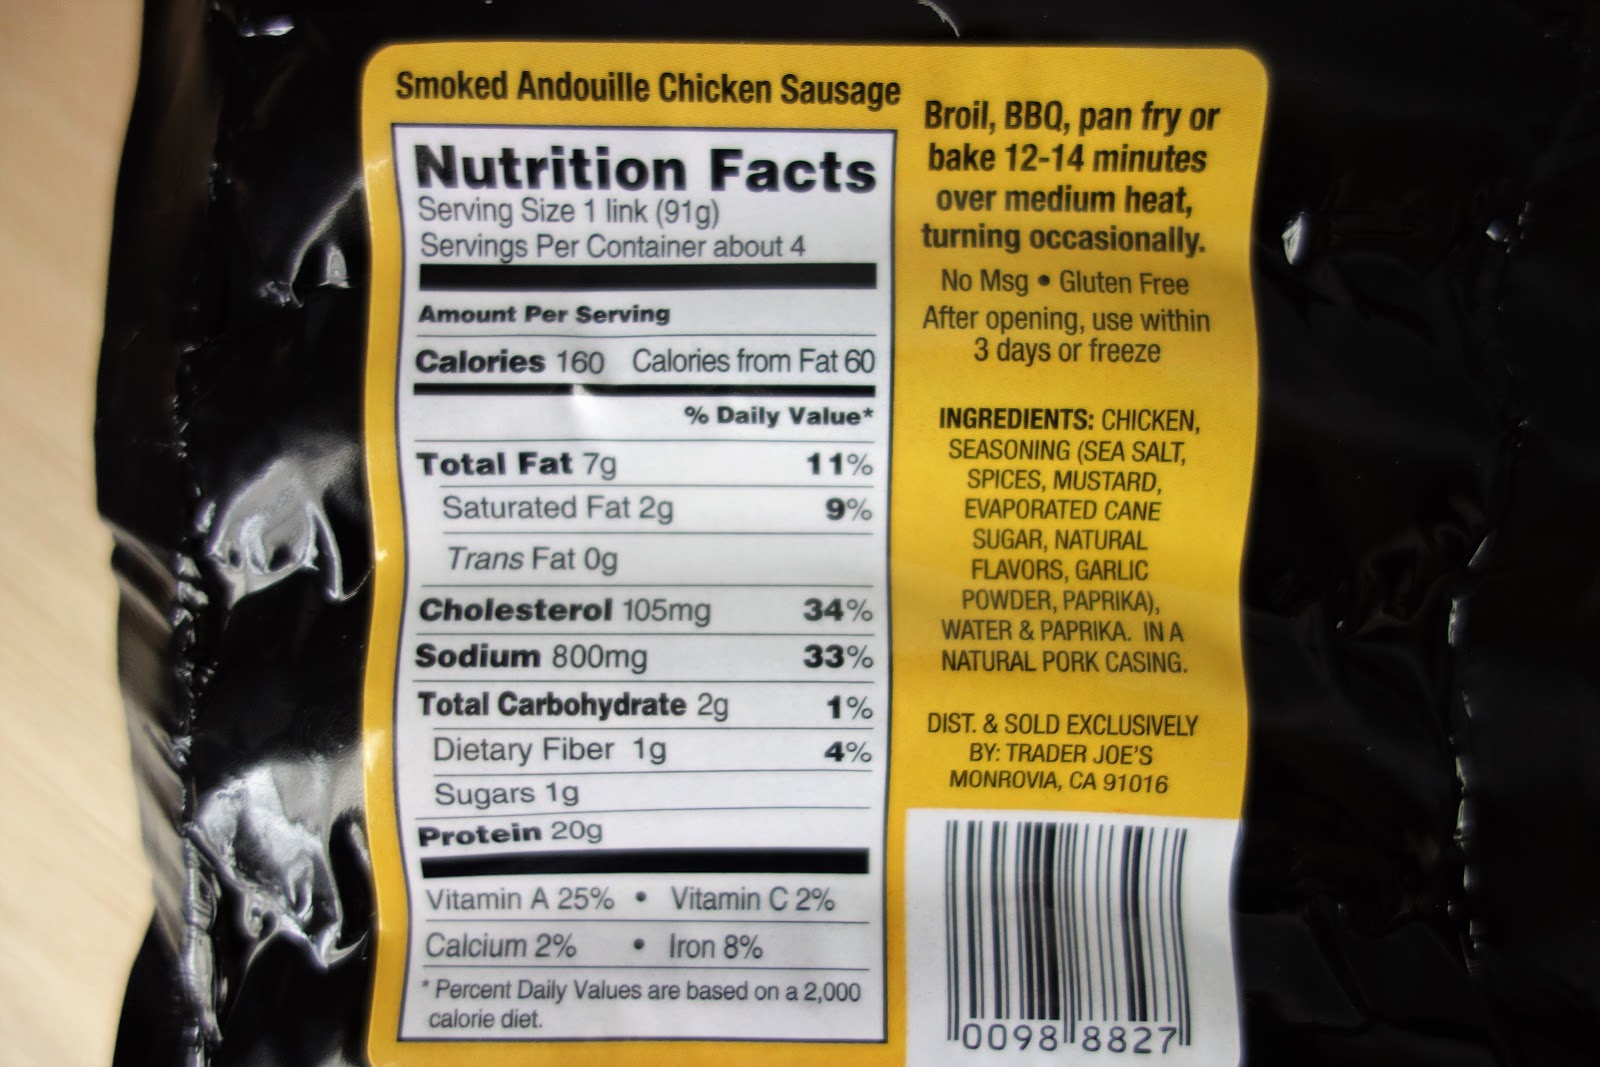 Smoked Andouille Chicken Sausage
Nutrition Facts
Serving Size 1 link (91g)
Servings Per Container about 4
Amount Per Serving
Calories 160 Calories from Fat 60
% Daily Value*
Total Fat 7g 11%
Saturated Fat 2g 9%
Trans Fat 0g
Cholesterol 105mg 34%
Sodium 800mg 33%
Total Carbohydrate 2g 1%
Dietary Fiber 1g 4%
Sugars 1g
Protein 20g
Vitamin A 25% • Vitamin C 2%
Calcium 2% • Iron 8%
* Percent Daily Values are based on a 2,000
calorie diet.
Broil, BBQ, pan fry or
bake 12-14 minutes
over medium heat,
turning occasionally.
No Msg • Gluten Free
After opening, use within
3 days or freeze
INGREDIENTS: CHICKEN,
SEASONING (SEA SALT,
SPICES, MUSTARD,
EVAPORATED CANE
SUGAR, NATURAL
FLAVORS, GARLIC
POWDER, PAPRIKA),
WATER & PAPRIKA. IN A
NATURAL PORK CASING.
DIST. & SOLD EXCLUSIVELY
BY: TRADER JOE'S
MONROVIA, CA 91016
0098 8827